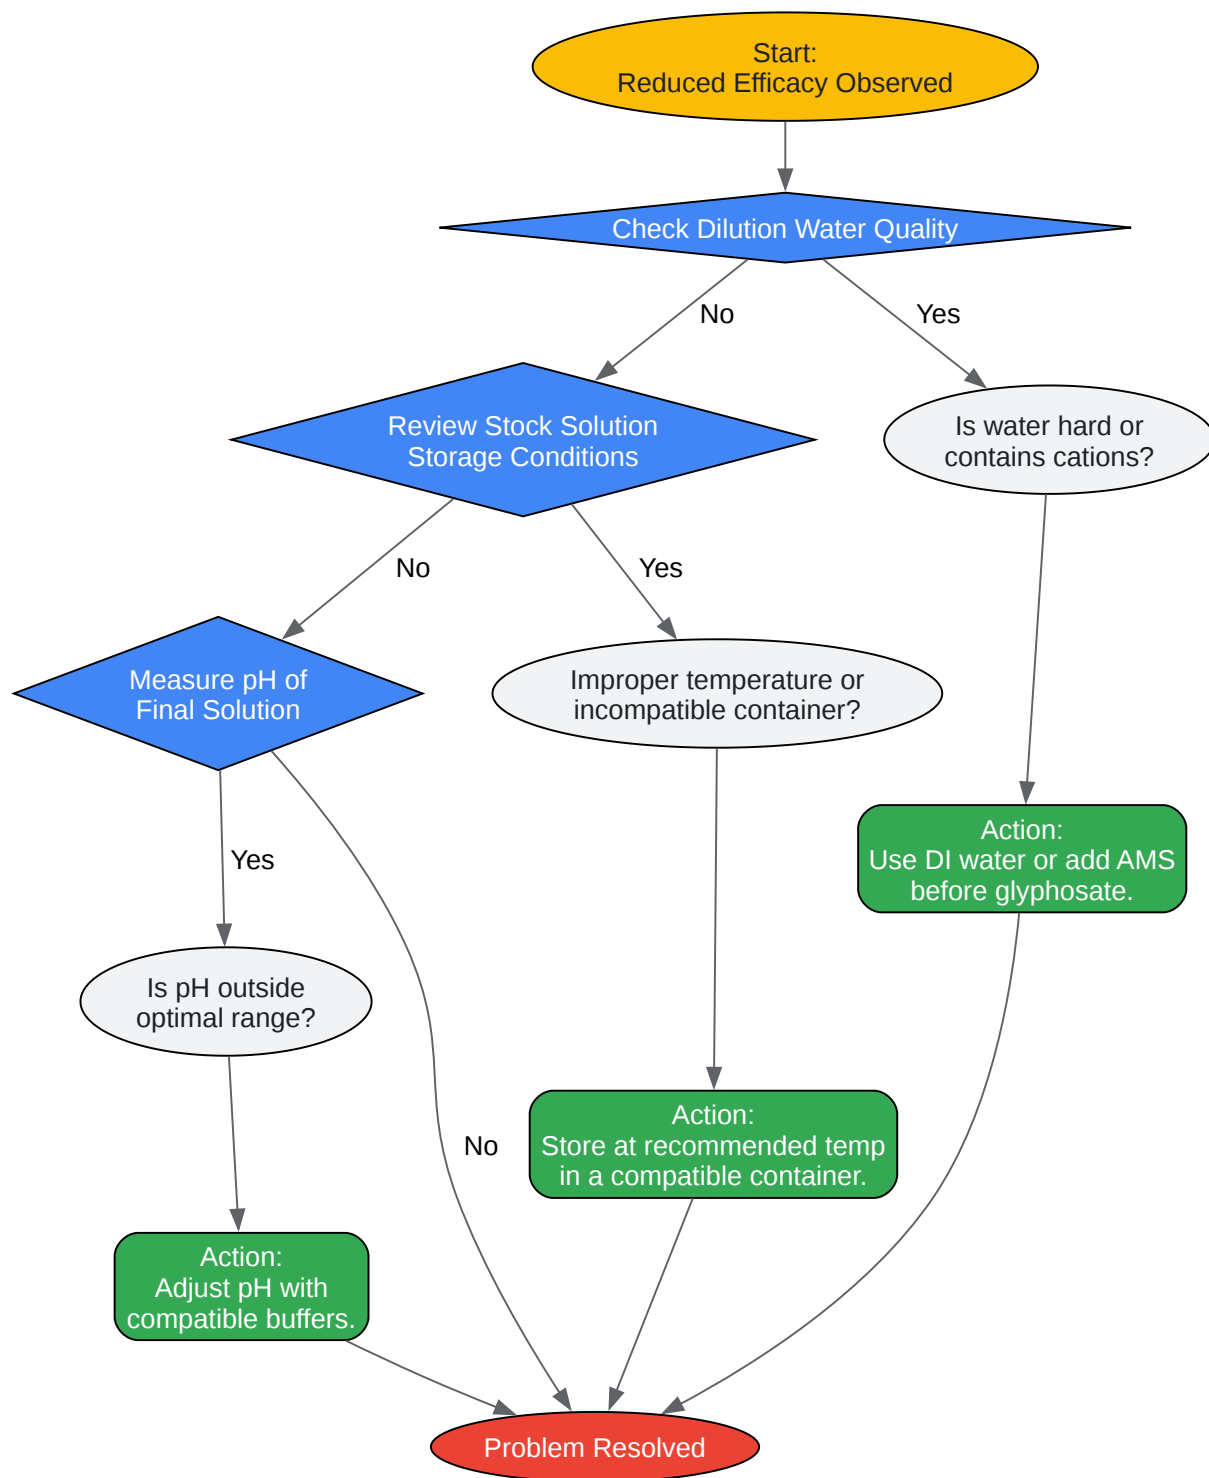 Start:
Reduced Efficacy Observed
Check Dilution Water Quality
No
Yes
Review Stock Solution
Storage Conditions
Is water hard or
contains cations?
No
Yes
Measure pH of
Final Solution
Improper temperature or
incompatible container?
Action:
Use DI water or add AMS
before glyphosate.
Yes
Is pH outside
optimal range?
Action:
Store at recommended temp
in a compatible container.
No
Action:
Adjust pH with
compatible buffers.
Problem Resolved